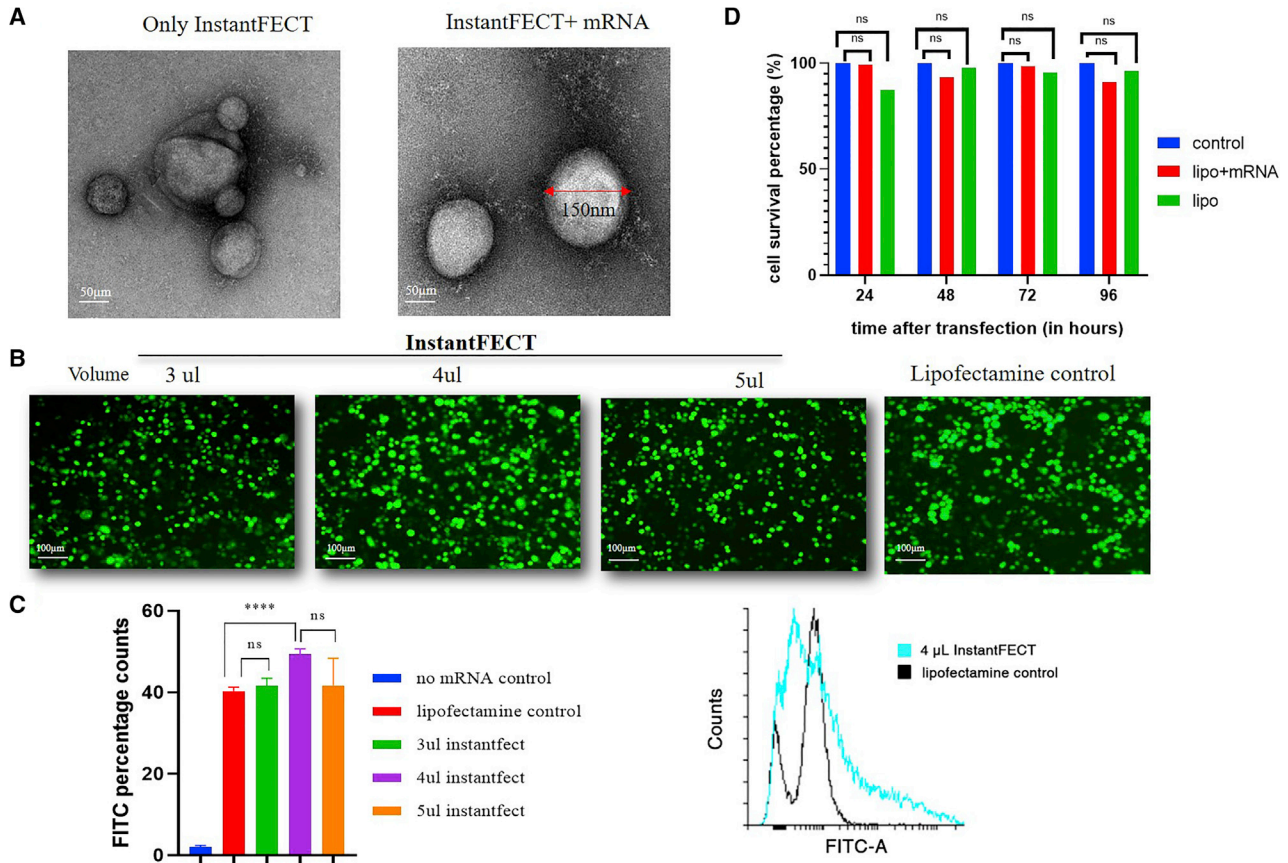 A
Only InstantFECT
InstantFECT+ mRNA
50µm
150nm
50µm
D
ns
ns
ns
ns
ns
ns
ns
ns
cell survival percentage (%)
100
50
0
24
48
72
96
time after transfection (in hours)
control
lipo+mRNA
lipo
B
InstantFECT
Volume
3 ul
4ul
5ul
Lipofectamine control
100µm
100µm
100µm
100µm
C
FITC percentage counts
60
40
20
0
****
ns
ns
no mRNA control
lipofectamine control
3ul instantfect
4ul instantfect
5ul instantfect
Counts
FITC-A
4 µL InstantFECT
lipofectamine control